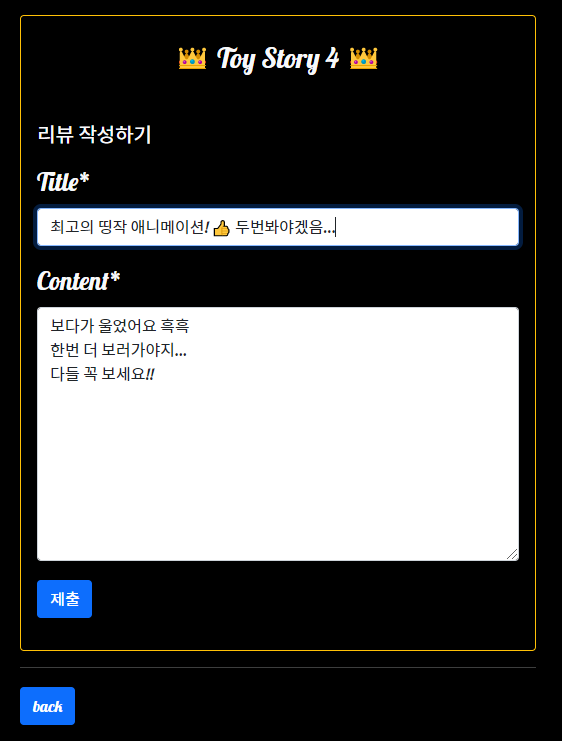 👑 Toy Story 4 👑
리뷰 작성하기
Title*
최고의 띵작 애니메이션! 👍 두번봐야겠음...
Content*
보다가 울었어요 흑흑
한번 더 보러가야지...
다들 꼭 보세요!!
제출
back